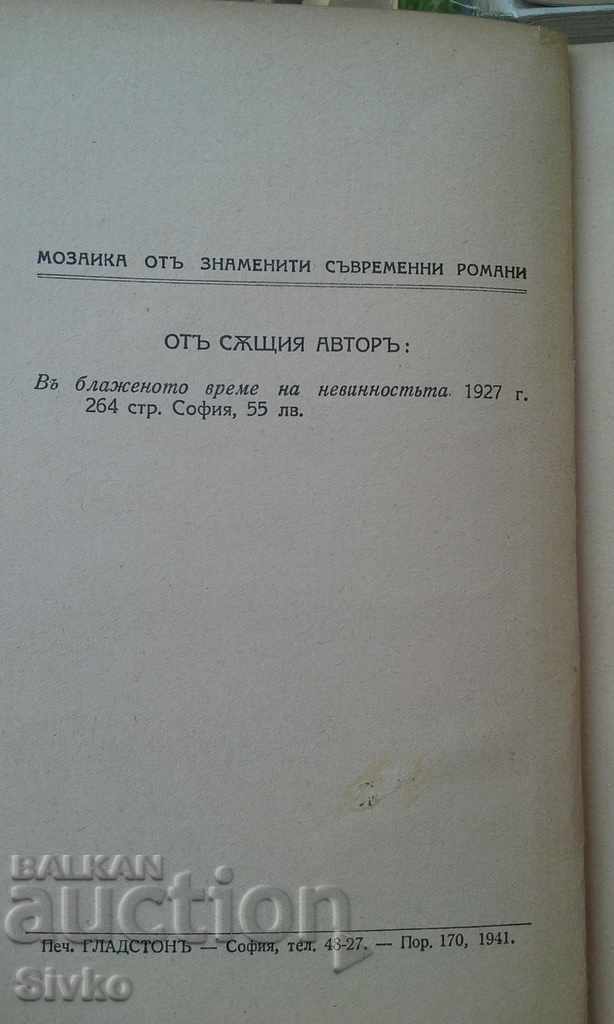 МОЗАИКА ОТЪ ЗНАМЕНИТИ СЪВРЕМЕННИ РОМАНИ
ОТЪ СѪЩИЯ АВТОРЪ:
Въ блаженото време на невинностьта. 1927 г.
264 стр. София, 55 лв.
BALKAN
auction
Печ. ГЛАДСТОНЪ — София, тел. 43-27. — Пор. 170, 1941.
Sivko